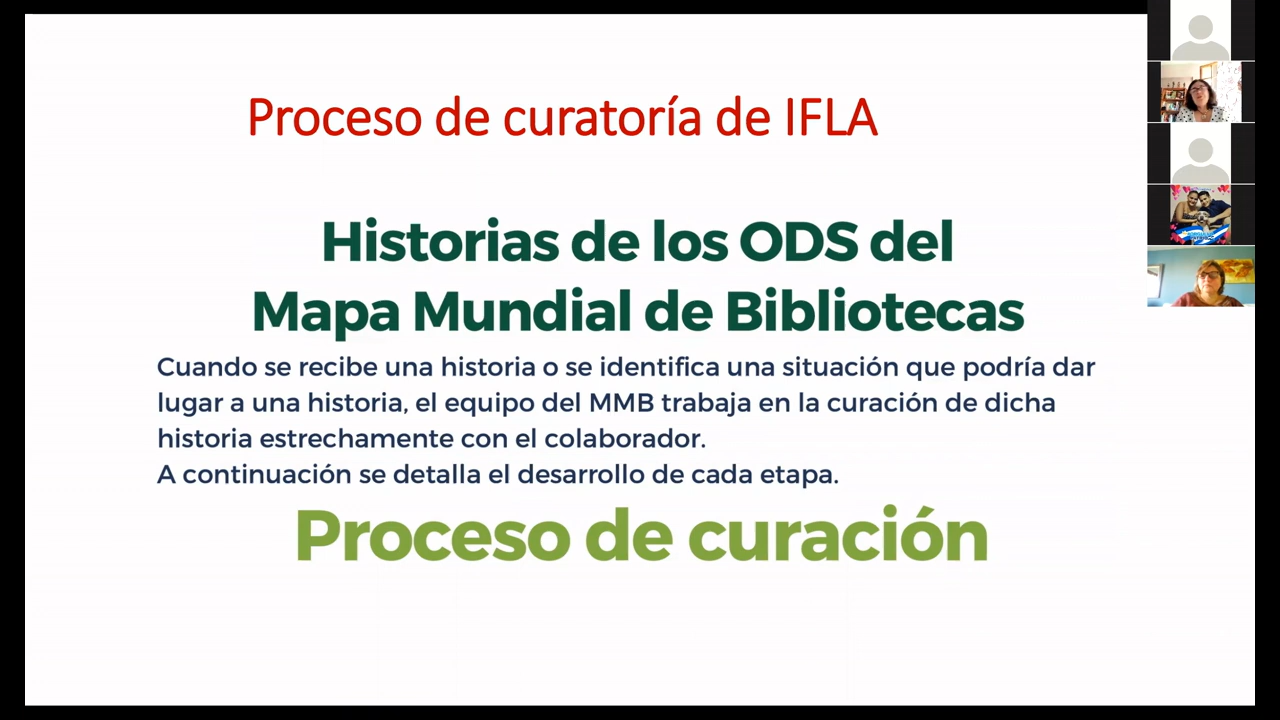 Proceso de curatoría de IFLA
Historias de los ODS del
Mapa Mundial de Bibliotecas
Cuando se recibe una historia o se identifica una situación que podría dar
lugar a una historia, el equipo del MMB trabaja en la curación de dicha
historia estrechamente con el colaborador.
A continuación se detalla el desarrollo de cada etapa.
Proceso de curación